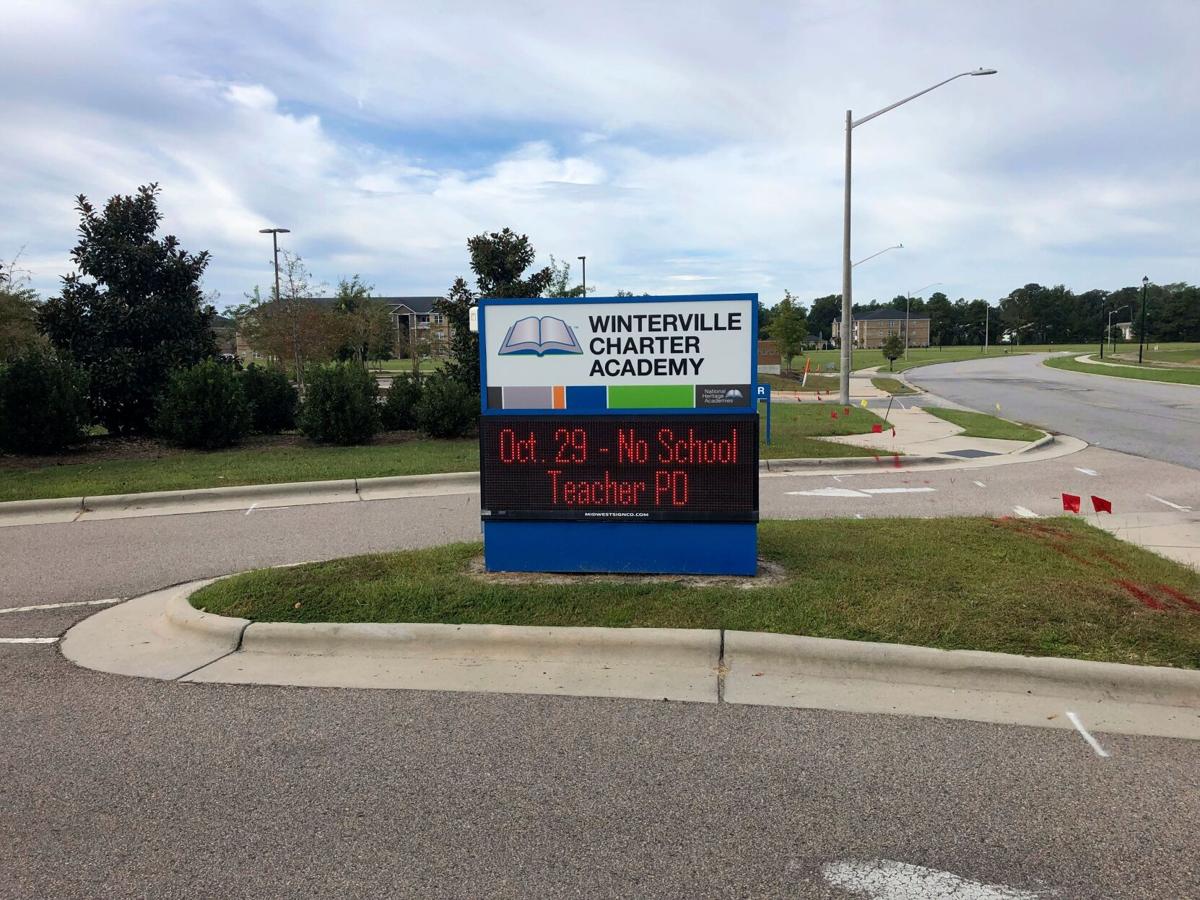 WINTERVILLE
CHARTER
ACADEMY
National
Heritage
Academies
Oct. 29 - No School
Teacher PD
MIDWESTSIGNCO.COM
R